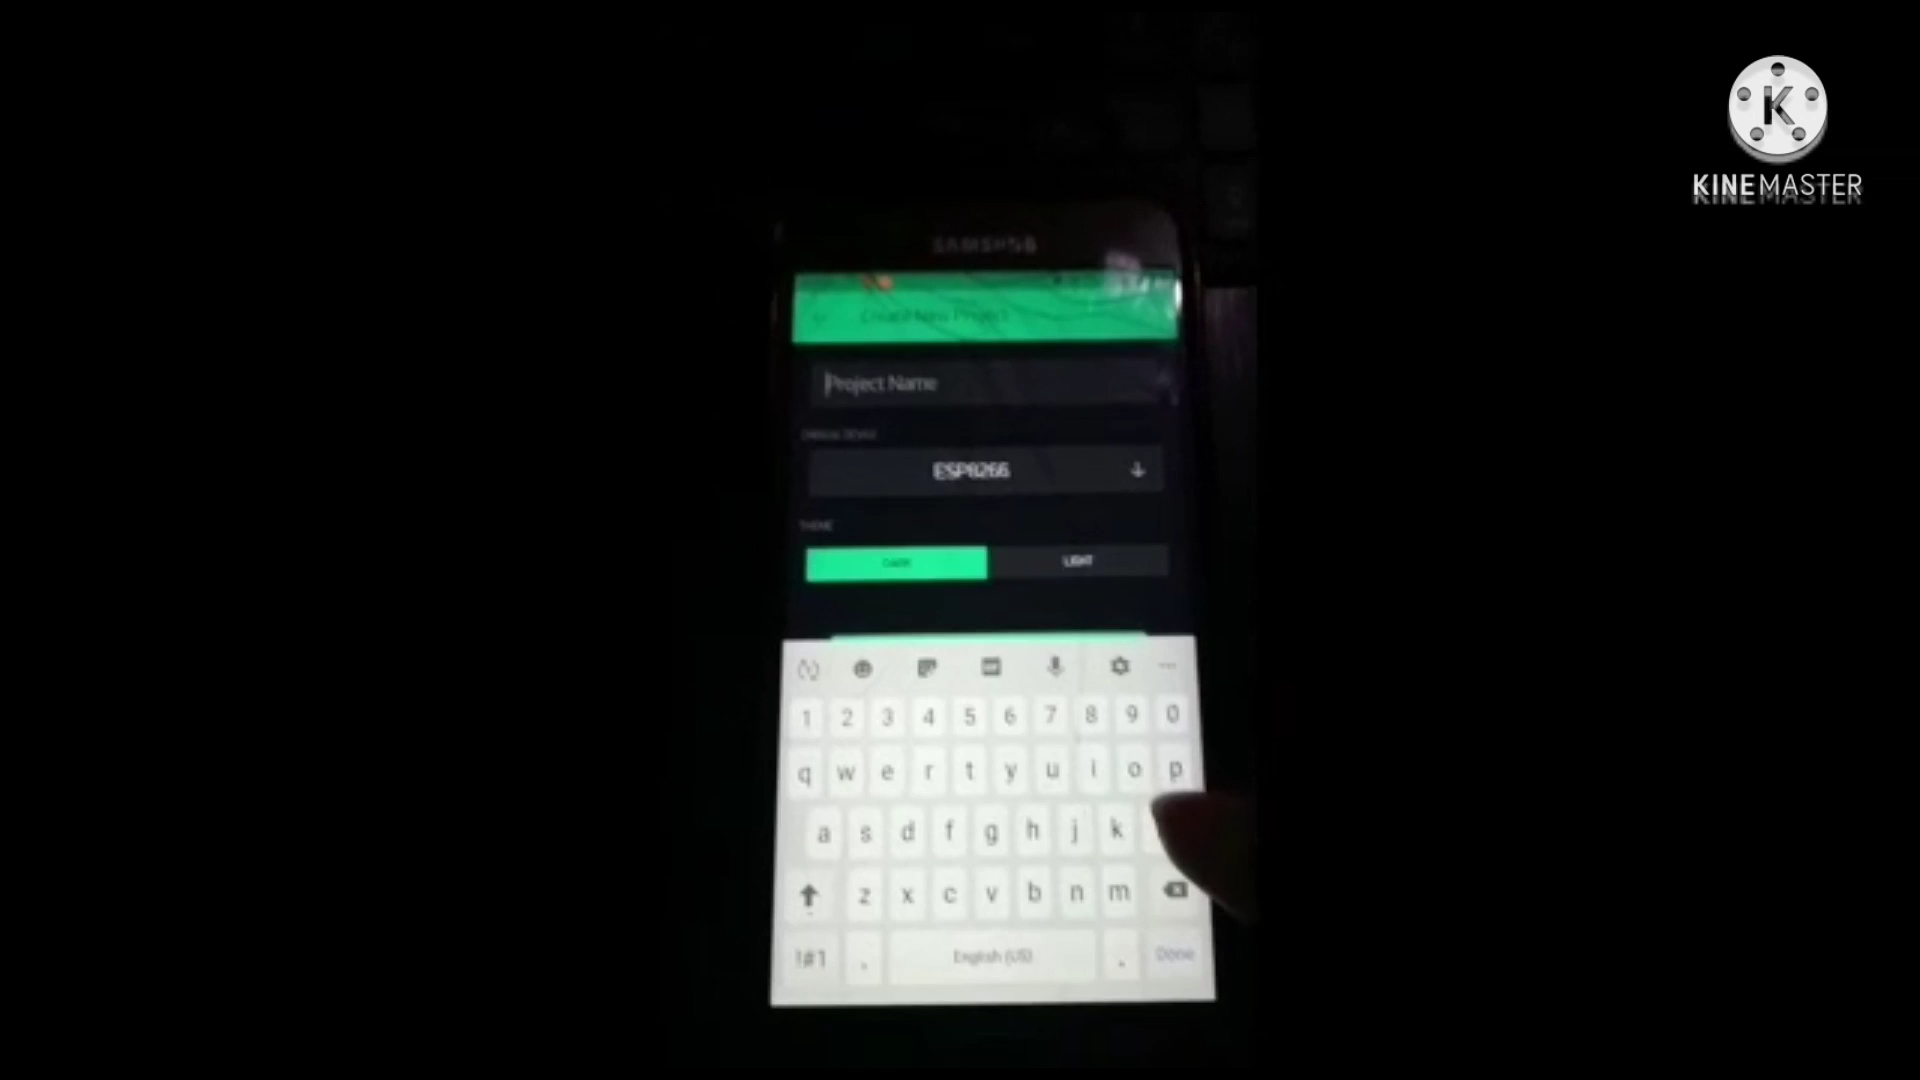 K
KINEMASTER
SAMSUNG
Create New Project
Project Name
CHOOSE DEVICE
ESP8266
THEME
DARK
LIGHT
1 2 3 4 5 6 7 8 9 0
q w e r t y u i o p
a s d f g h j k
z x c v b n m
!#1 , English (US) . Done